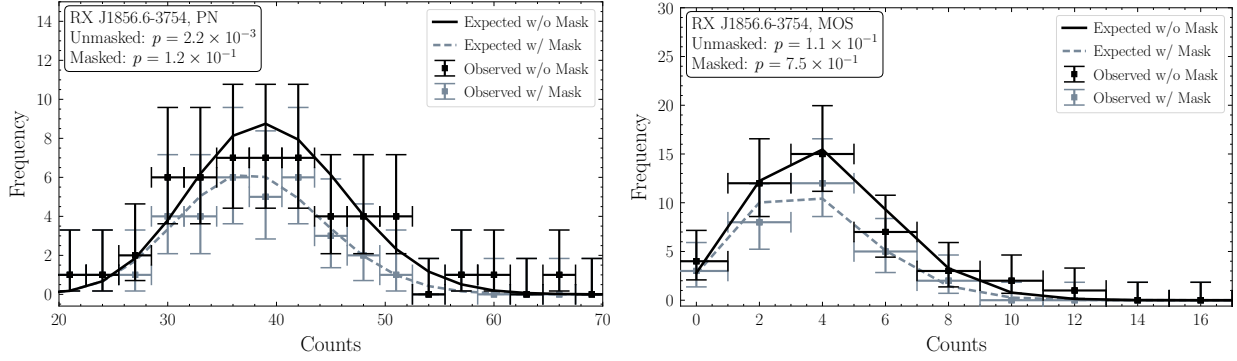 RX J1856.6-3754, PN
Unmasked: p = 2.2 × 10⁻³
Masked: p = 1.2 × 10⁻¹
Expected w/o Mask
Expected w/ Mask
Observed w/o Mask
Observed w/ Mask
14
12
10
8
6
4
2
0
Frequency
20 30 40 50 60 70
Counts
RX J1856.6-3754, MOS
Unmasked: p = 1.1 × 10⁻¹
Masked: p = 7.5 × 10⁻¹
Expected w/o Mask
Expected w/ Mask
Observed w/o Mask
Observed w/ Mask
30
25
20
15
10
5
0
Frequency
0 2 4 6 8 10 12 14 16
Counts